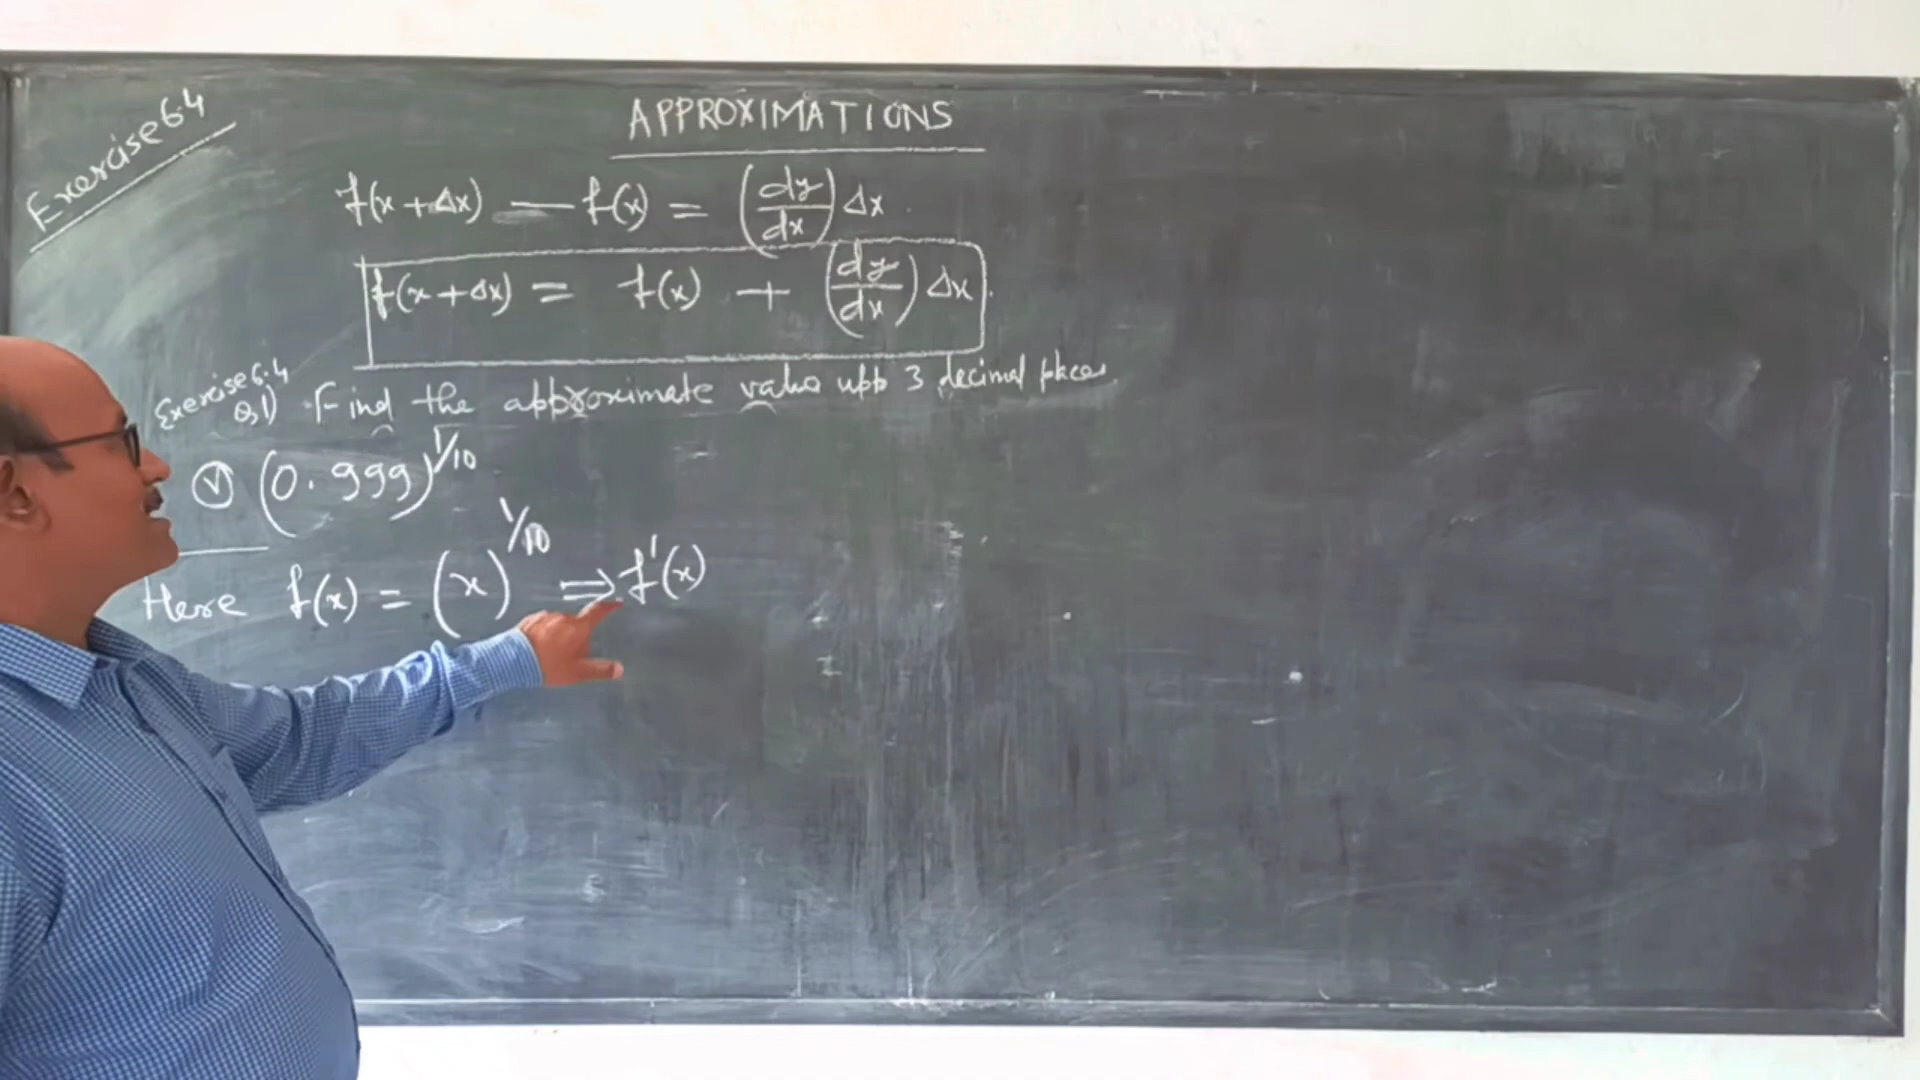 Exercise 6.4
APPROXIMATIONS
f(x + Δx) — f(x) = (dy/dx) Δx
f(x + Δx) = f(x) + (dy/dx) Δx.
Exercise 6.4
Q,1) Find the approximate value upto 3 decimal places.
(v) (0.999)^1/10
Here f(x) = (x)^1/10 ⇒ f'(x)